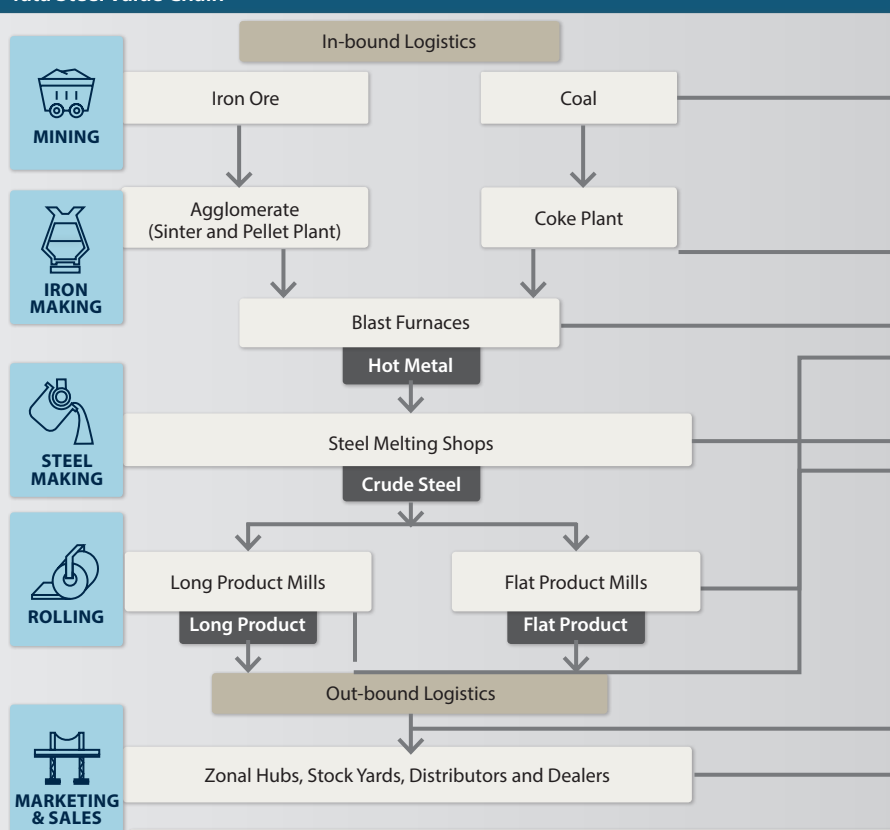 In-bound Logistics
MINING
Iron Ore
Coal
IRON
MAKING
Agglomerate
(Sinter and Pellet Plant)
Coke Plant
Blast Furnaces
Hot Metal
STEEL
MAKING
Steel Melting Shops
Crude Steel
ROLLING
Long Product Mills
Flat Product Mills
Long Product
Flat Product
Out-bound Logistics
MARKETING
& SALES
Zonal Hubs, Stock Yards, Distributors and Dealers